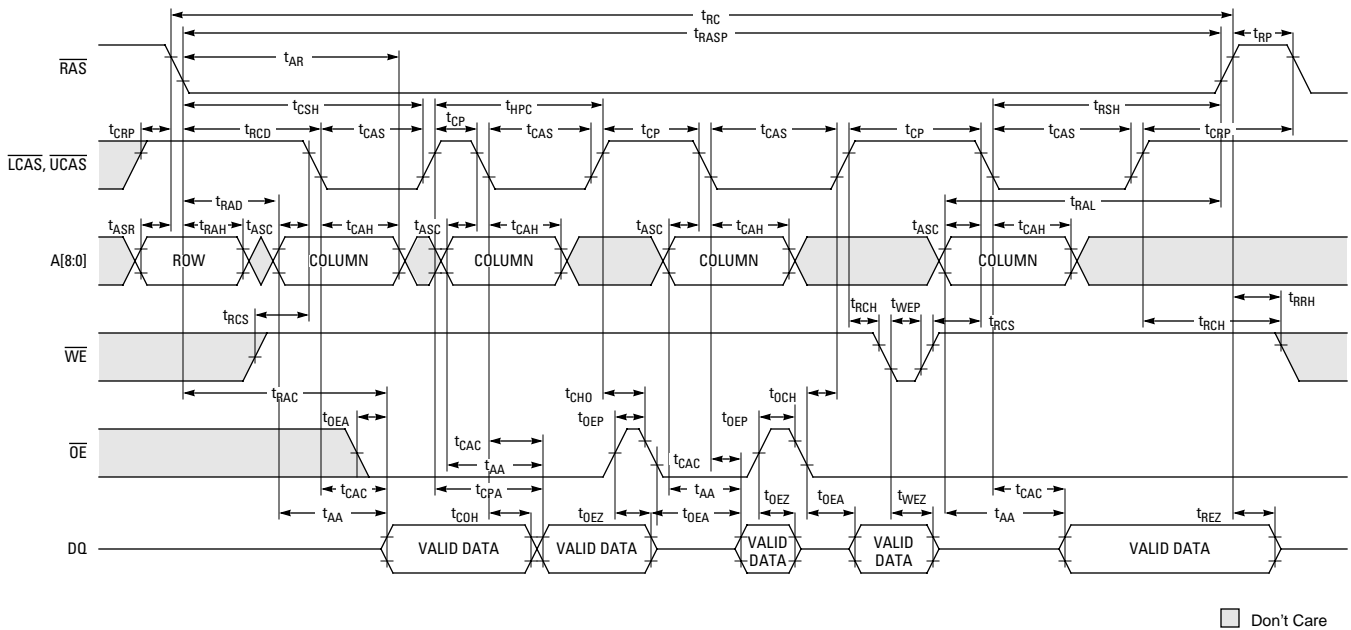 tRC
tRASP
tRP
tAR
RAS
tCSH
tHPC
tRSH
tCRP
tRCD
tCAS
tCP
tCAS
tCP
tCAS
tCP
tCAS
tCRP
LCAS, UCAS
tRAD
tRAL
tASR
tRAH
tASC
tCAH
tASC
tCAH
tASC
tCAH
tASC
tCAH
A[8:0]
ROW
COLUMN
COLUMN
COLUMN
COLUMN
tRCS
tRCH
tWEP
tRCS
tRRH
tRCH
WE
tRAC
tCHO
tOCH
tOEA
tOEP
tOEP
OE
tCAC
tAA
tCAC
tCAC
tCPA
tAA
tCAC
tAA
tCOH
tOEZ
tOEA
tOEZ
tOEA
tWEZ
tAA
tREZ
DQ
VALID DATA
VALID DATA
VALID
DATA
VALID
DATA
VALID DATA
Don't Care